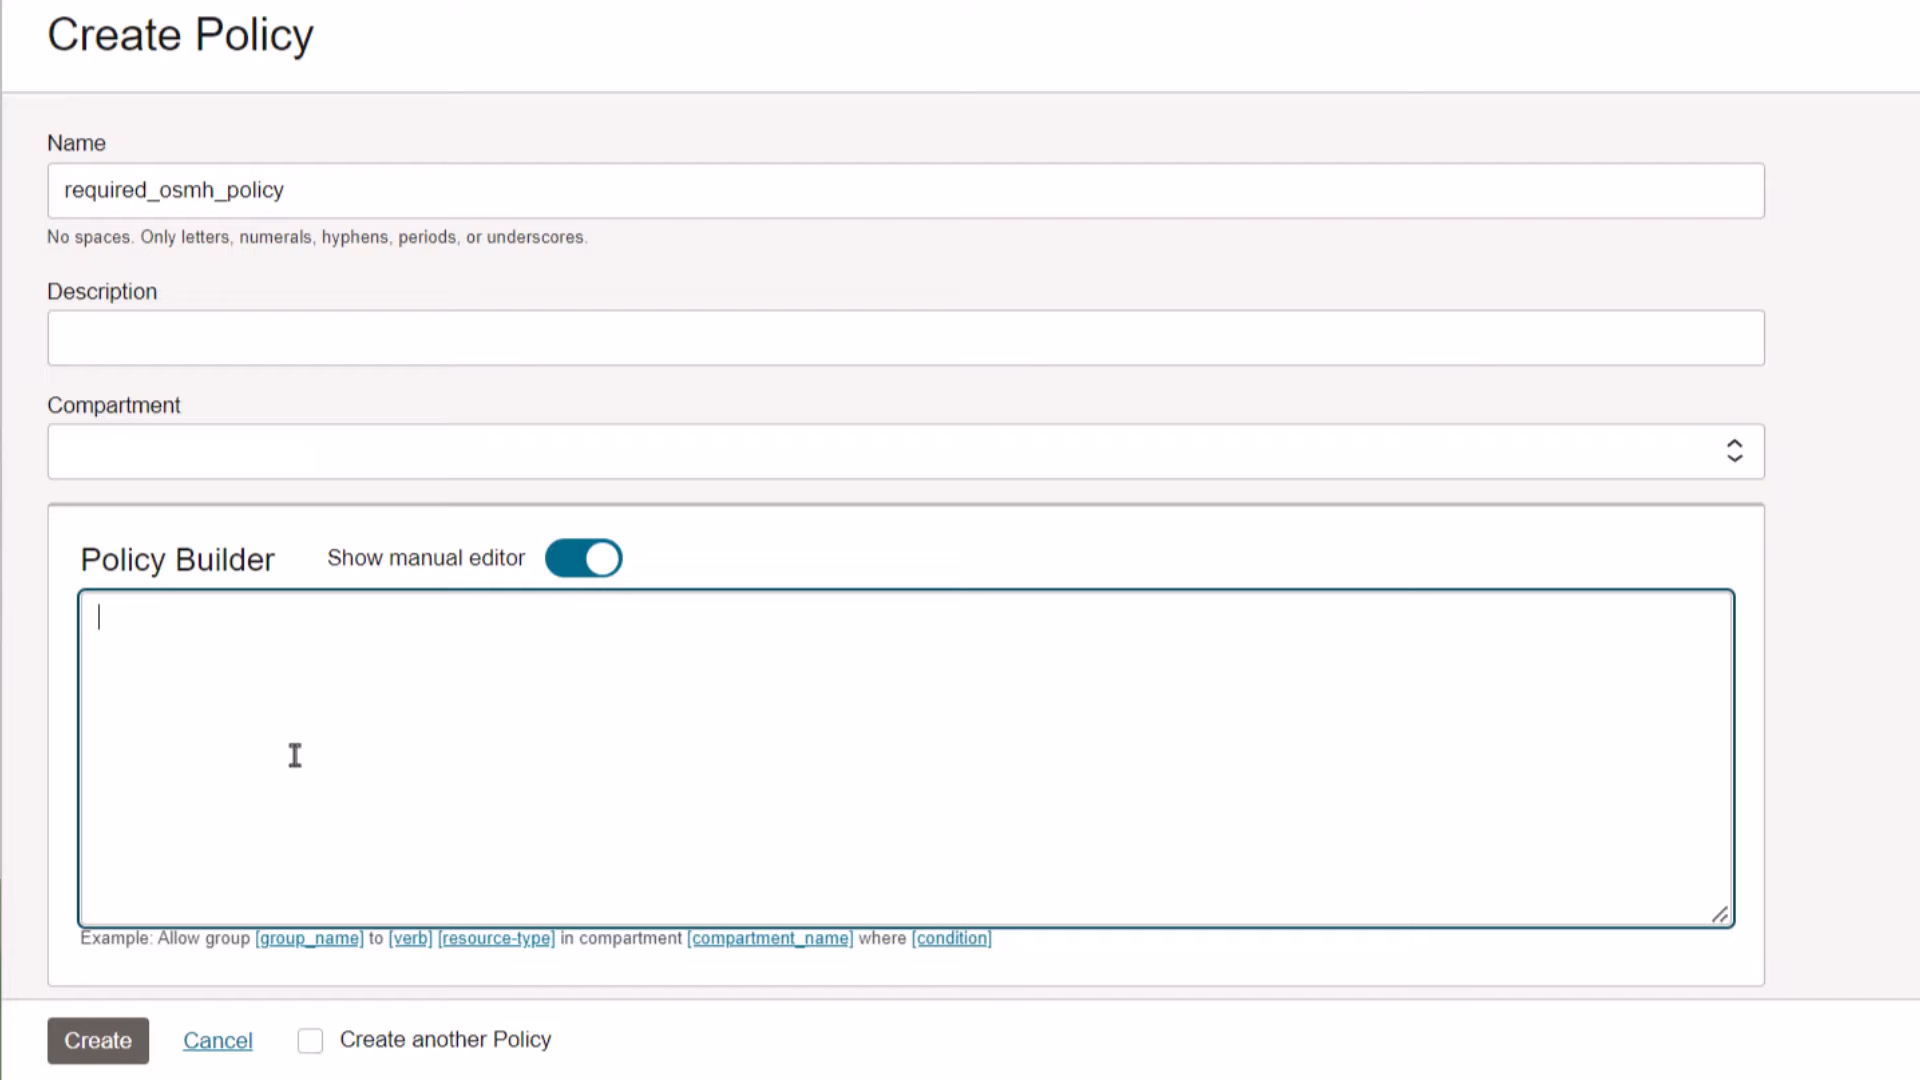 Create Policy
Name
required_osmh_policy
No spaces. Only letters, numerals, hyphens, periods, or underscores.
Description
Compartment
Policy Builder Show manual editor
Example: Allow group [group_name] to [verb] [resource-type] in compartment [compartment_name] where [condition]
Create Cancel Create another Policy